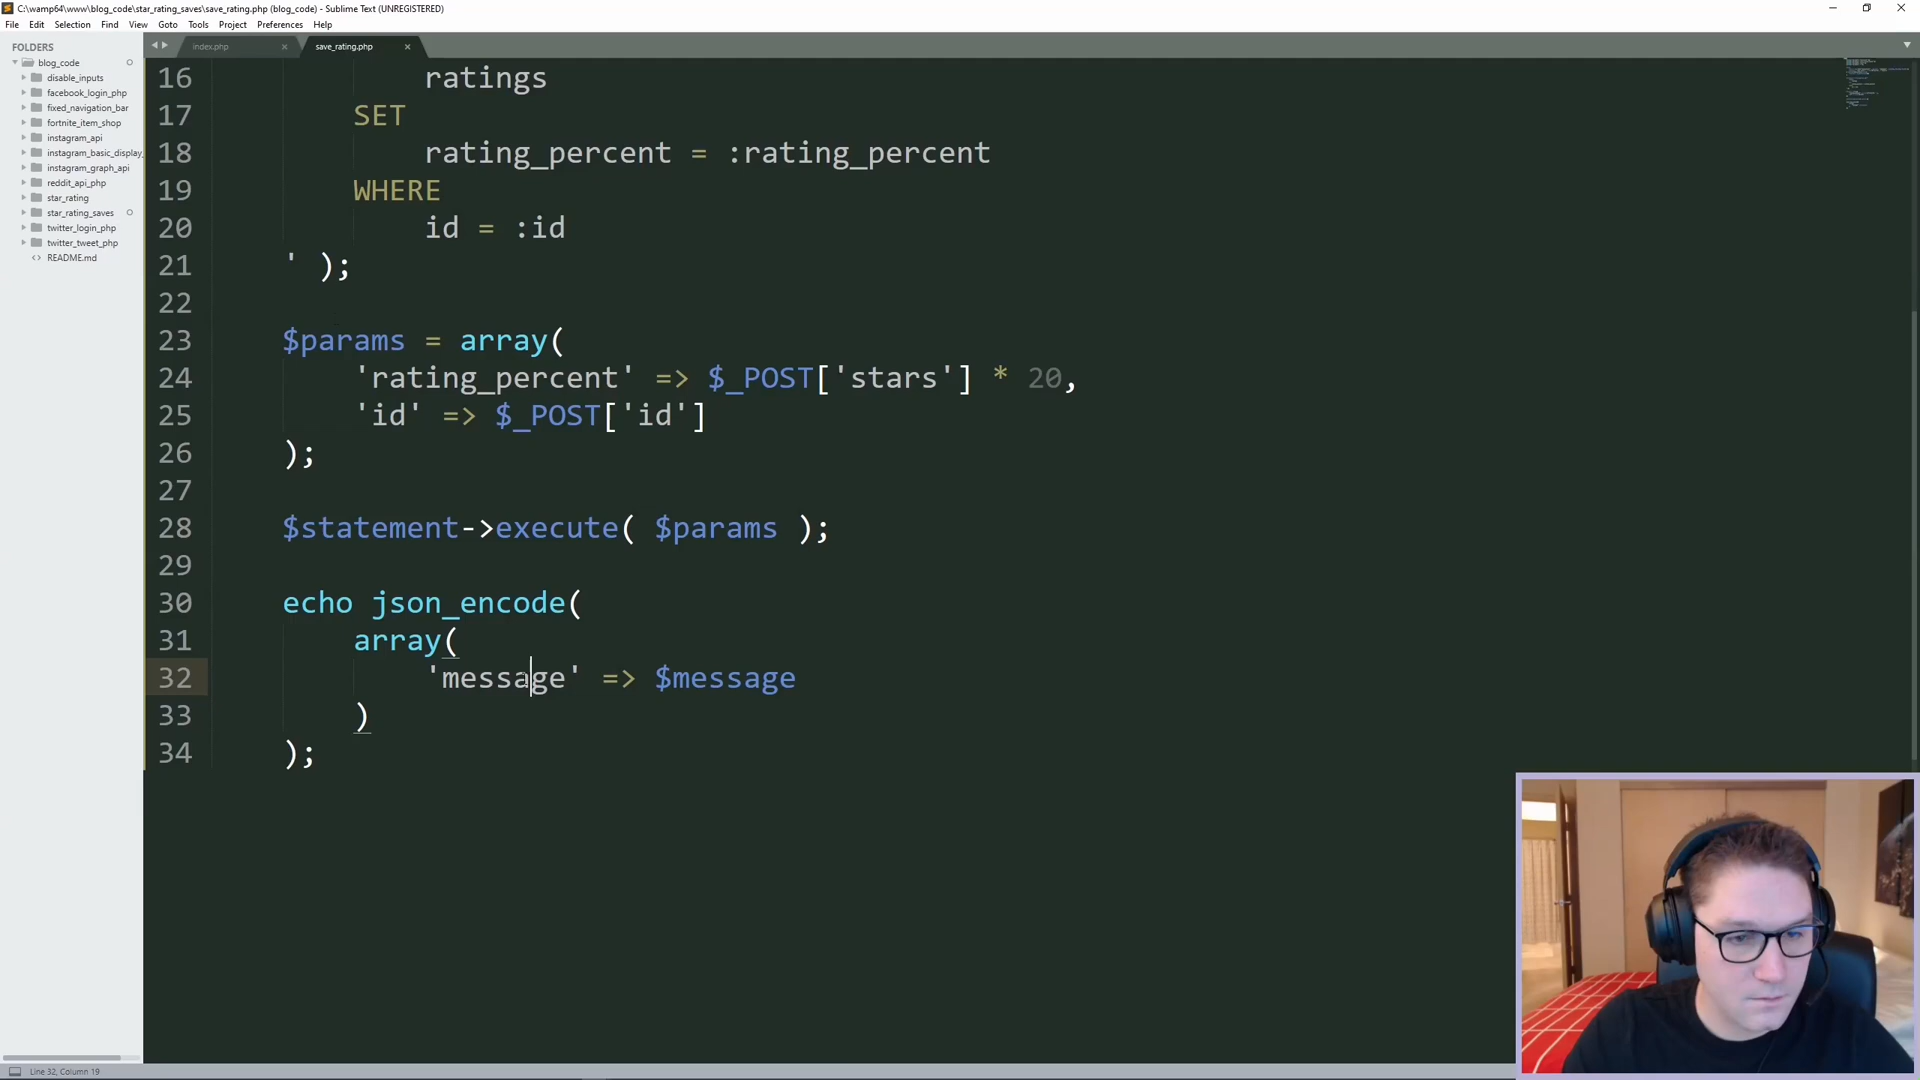 C:\wamp64\www\blog_code\star_rating_saves\save_rating.php (blog_code) - Sublime Text (UNREGISTERED)
File Edit Selection Find View Goto Tools Project Preferences Help
FOLDERS
blog_code
disable_inputs
facebook_login_php
fixed_navigation_bar
fortnite_item_shop
instagram_api
instagram_basic_display_
instagram_graph_api
reddit_api_php
star_rating
star_rating_saves
twitter_login_php
twitter_tweet_php
README.md
index.php save_rating.php
16 ratings
17 SET
18 rating_percent = :rating_percent
19 WHERE
20 id = :id
21 ' );
22
23 $params = array(
24 'rating_percent' => $_POST['stars'] * 20,
25 'id' => $_POST['id']
26 );
27
28 $statement->execute( $params );
29
30 echo json_encode(
31 array(
32 'message' => $message
33 )
34 );
Line 32, Column 19